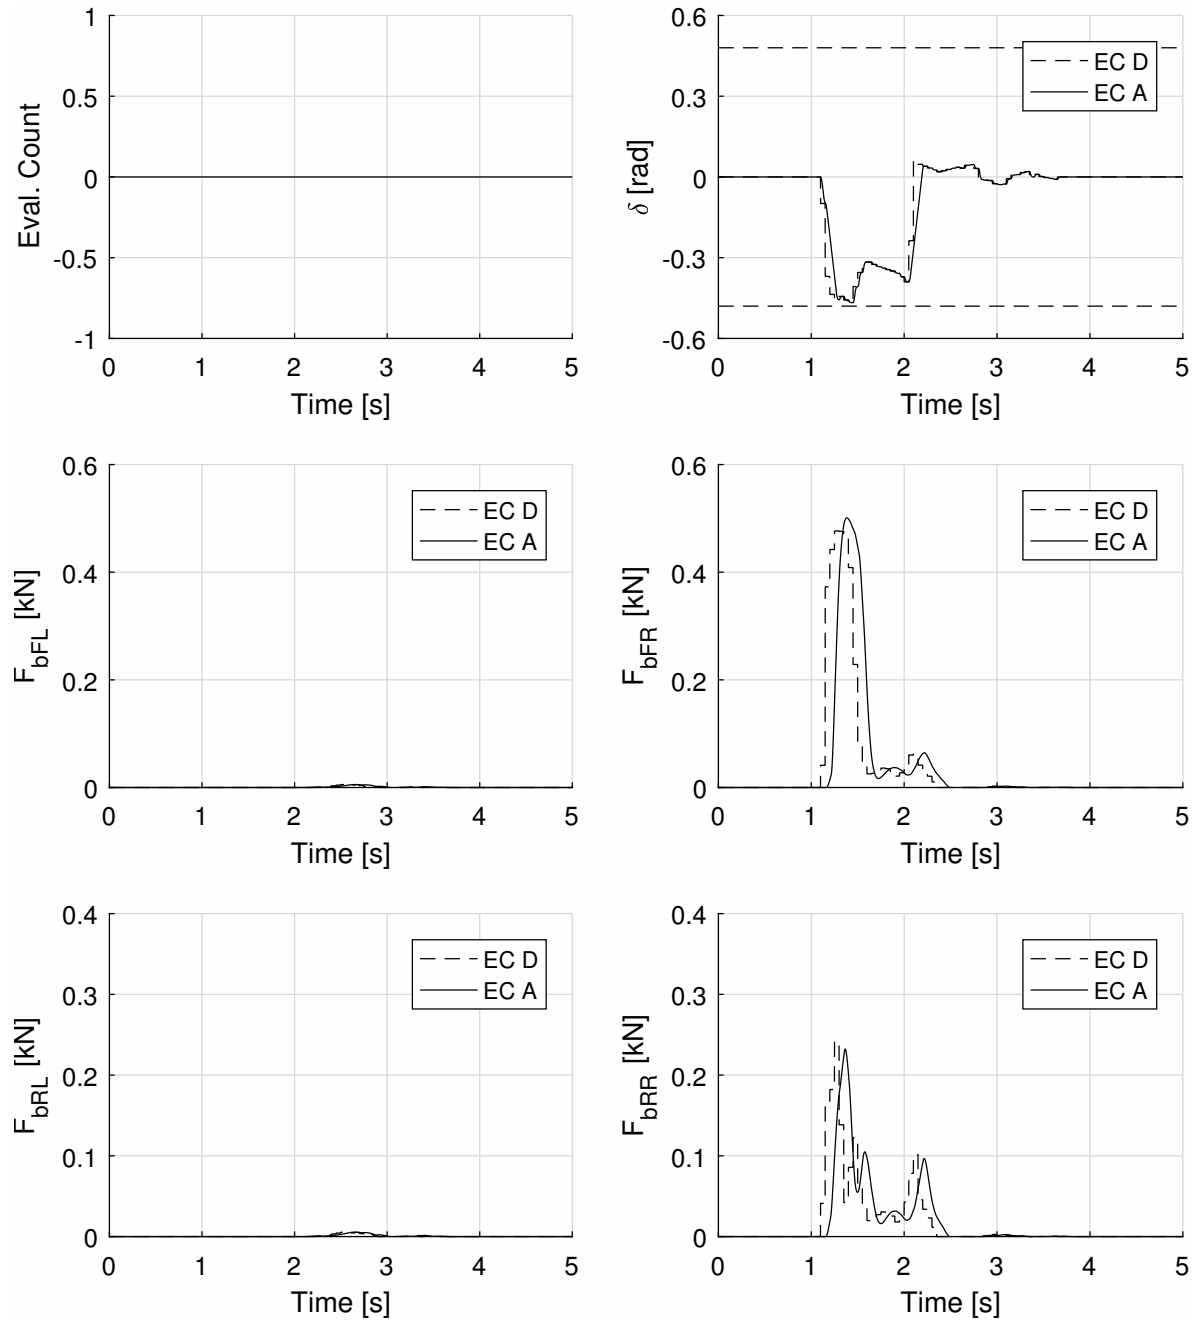 1
0.5
0
-0.5
-1
Eval. Count
0 1 2 3 4 5
Time [s]
0.6
0.3
0
-0.3
-0.6
δ [rad]
EC D
EC A
0 1 2 3 4 5
Time [s]
0.6
0.4
0.2
0
F_bFL [kN]
EC D
EC A
0 1 2 3 4 5
Time [s]
0.6
0.4
0.2
0
F_bFR [kN]
EC D
EC A
0 1 2 3 4 5
Time [s]
0.4
0.3
0.2
0.1
0
F_bRL [kN]
EC D
EC A
0 1 2 3 4 5
Time [s]
0.4
0.3
0.2
0.1
0
F_bRR [kN]
EC D
EC A
0 1 2 3 4 5
Time [s]